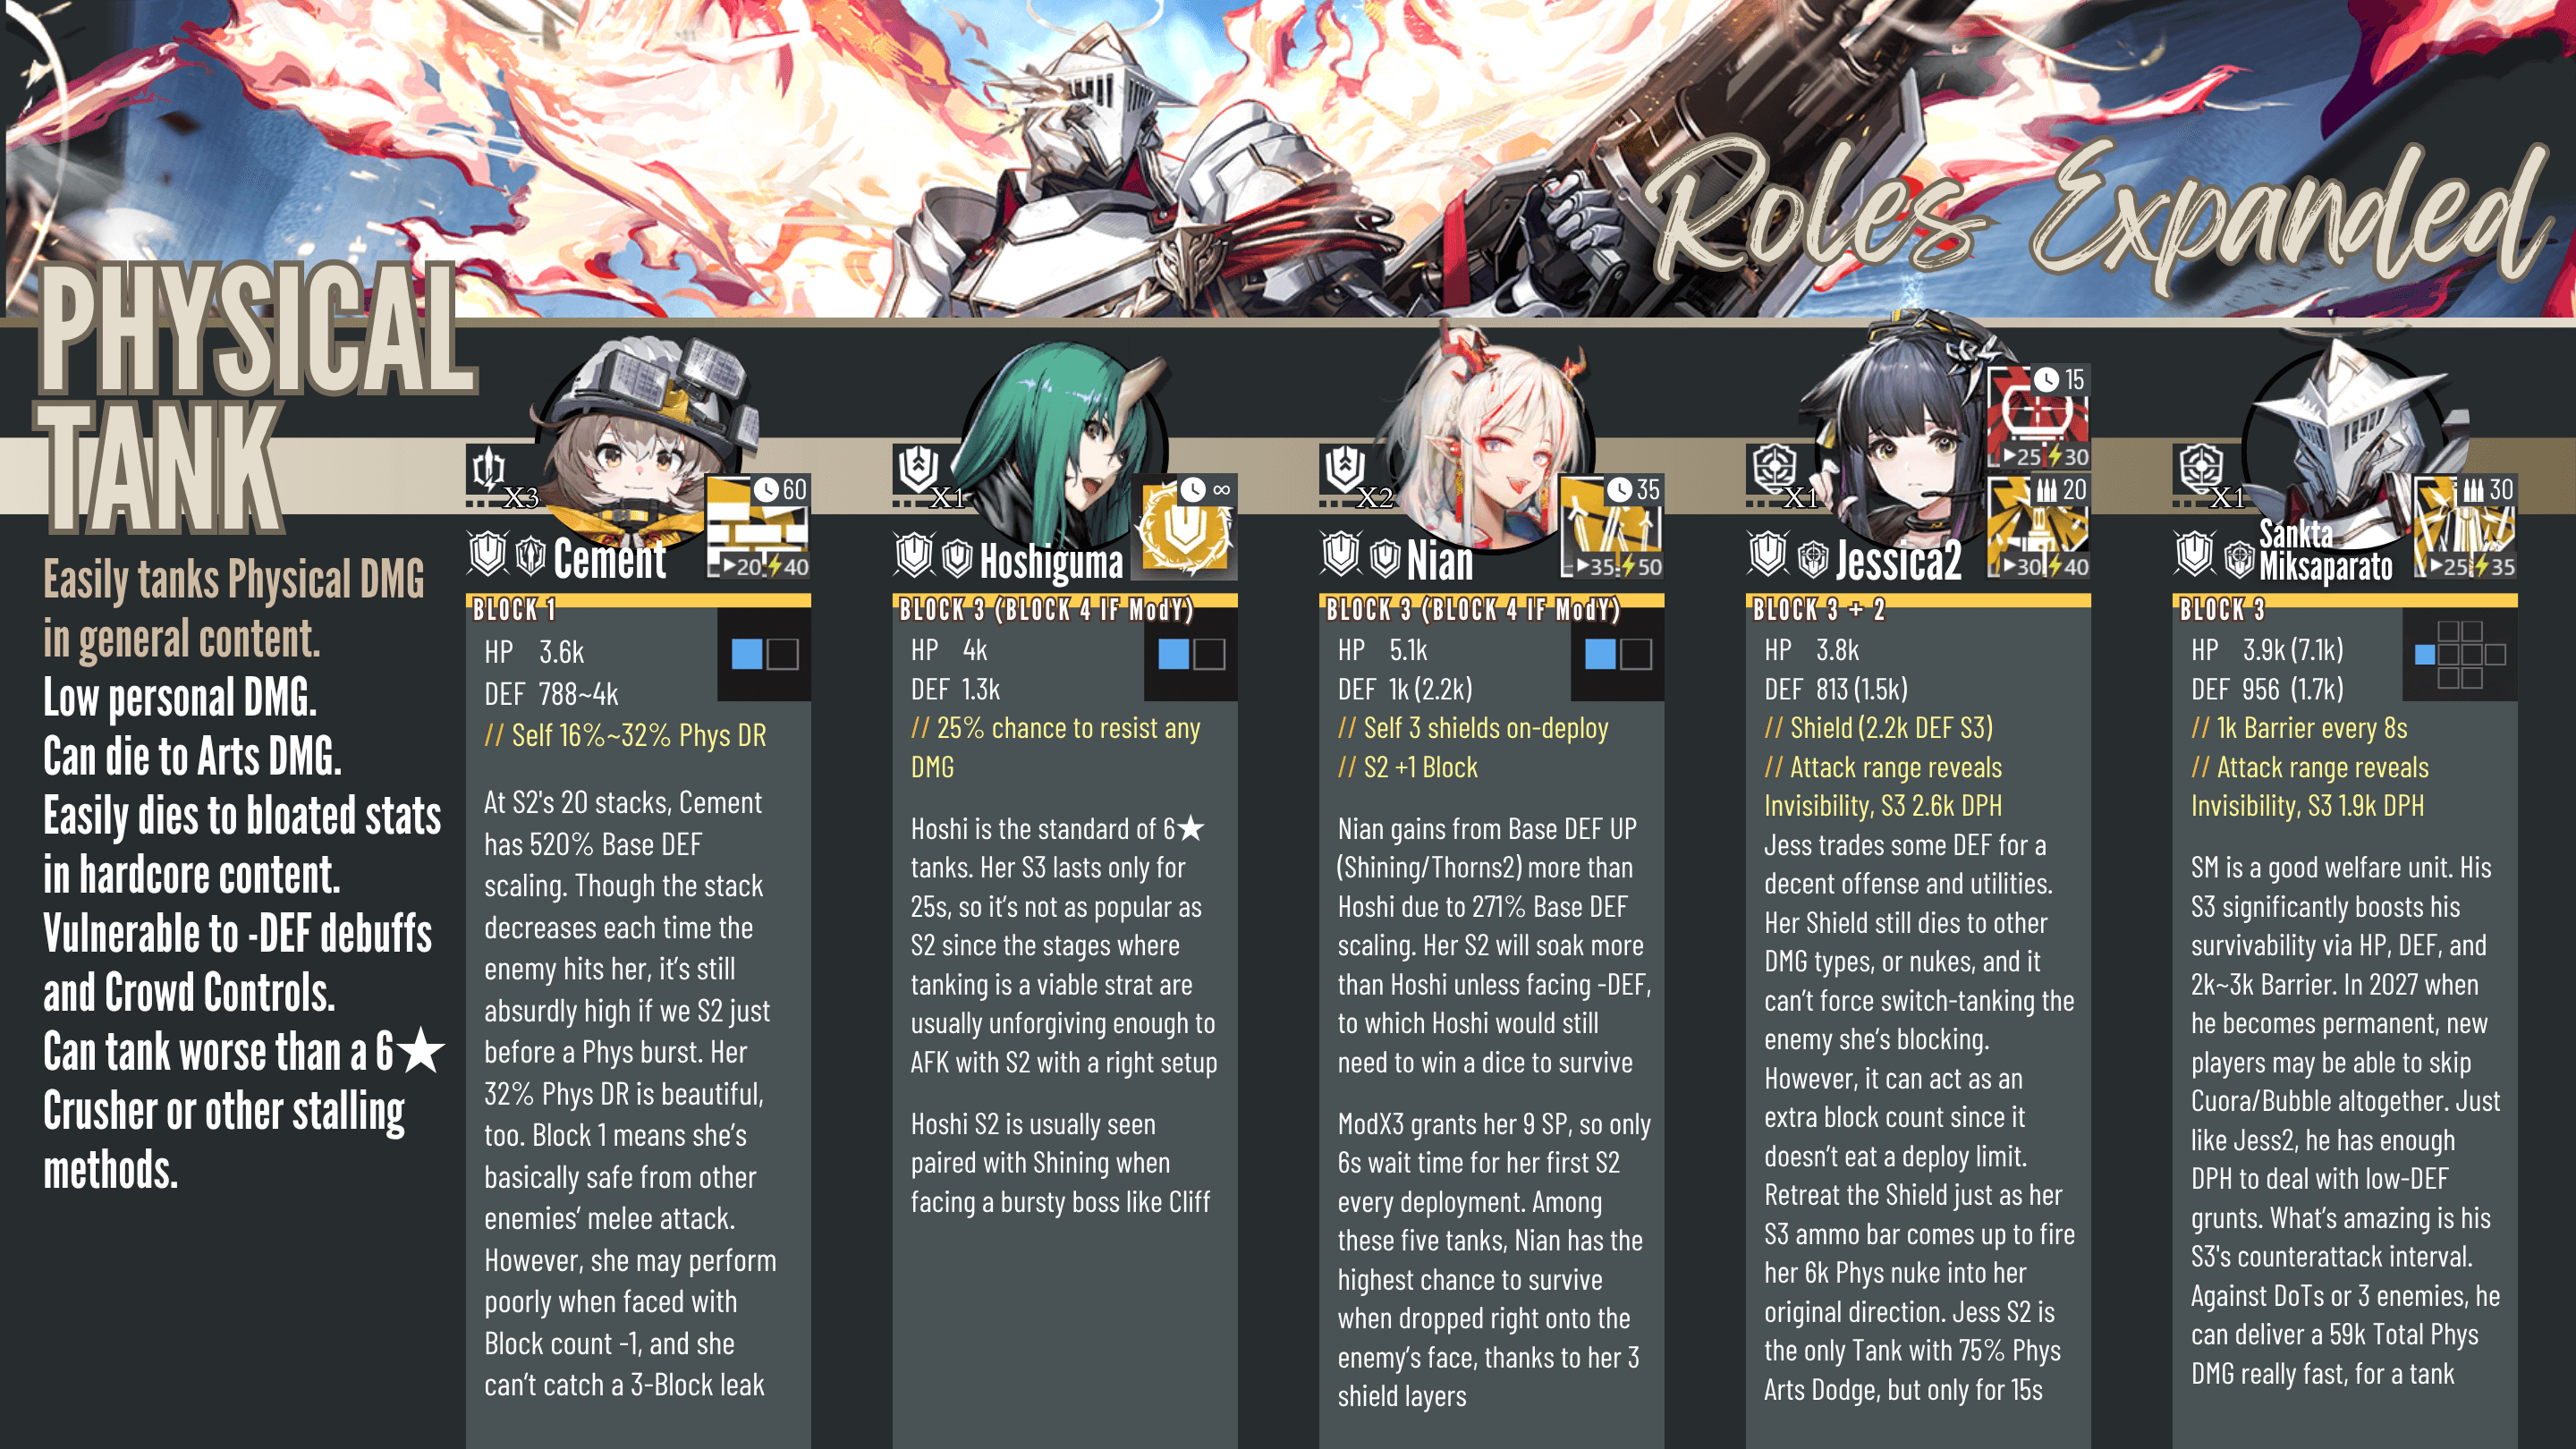 Roles Expanded
PHYSICAL
TANK
Easily tanks Physical DMG
in general content.
Low personal DMG.
Can die to Arts DMG.
Easily dies to bloated stats
in hardcore content.
Vulnerable to -DEF debuffs
and Crowd Controls.
Can tank worse than a 6★
Crusher or other stalling
methods.
X3
60
20 40
Cement
BLOCK 1
HP 3.6k
DEF 788~4k
// Self 16%~32% Phys DR
At S2's 20 stacks, Cement
has 520% Base DEF
scaling. Though the stack
decreases each time the
enemy hits her, it's still
absurdly high if we S2 just
before a Phys burst. Her
32% Phys DR is beautiful,
too. Block 1 means she's
basically safe from other
enemies' melee attack.
However, she may perform
poorly when faced with
Block count -1, and she
can't catch a 3-Block leak
X1
∞
Hoshiguma
BLOCK 3 (BLOCK 4 IF ModY)
HP 4k
DEF 1.3k
// 25% chance to resist any
DMG
Hoshi is the standard of 6★
tanks. Her S3 lasts only for
25s, so it's not as popular as
S2 since the stages where
tanking is a viable strat are
usually unforgiving enough to
AFK with S2 with a right setup
Hoshi S2 is usually seen
paired with Shining when
facing a bursty boss like Cliff
X2
35
35 50
Nian
BLOCK 3 (BLOCK 4 IF ModY)
HP 5.1k
DEF 1k (2.2k)
// Self 3 shields on-deploy
// S2 +1 Block
Nian gains from Base DEF UP
(Shining/Thorns2) more than
Hoshi due to 271% Base DEF
scaling. Her S2 will soak more
than Hoshi unless facing -DEF,
to which Hoshi would still
need to win a dice to survive
ModX3 grants her 9 SP, so only
6s wait time for her first S2
every deployment. Among
these five tanks, Nian has the
highest chance to survive
when dropped right onto the
enemy's face, thanks to her 3
shield layers
X1
15
25 30
20
30 40
Jessica2
BLOCK 3 + 2
HP 3.8k
DEF 813 (1.5k)
// Shield (2.2k DEF S3)
// Attack range reveals
Invisibility, S3 2.6k DPH
Jess trades some DEF for a
decent offense and utilities.
Her Shield still dies to other
DMG types, or nukes, and it
can't force switch-tanking the
enemy she's blocking.
However, it can act as an
extra block count since it
doesn't eat a deploy limit.
Retreat the Shield just as her
S3 ammo bar comes up to fire
her 6k Phys nuke into her
original direction. Jess S2 is
the only Tank with 75% Phys
Arts Dodge, but only for 15s
X1
30
25 35
Sankta
Miksaparato
BLOCK 3
HP 3.9k (7.1k)
DEF 956 (1.7k)
// 1k Barrier every 8s
// Attack range reveals
Invisibility, S3 1.9k DPH
SM is a good welfare unit. His
S3 significantly boosts his
survivability via HP, DEF, and
2k~3k Barrier. In 2027 when
he becomes permanent, new
players may be able to skip
Cuora/Bubble altogether. Just
like Jess2, he has enough
DPH to deal with low-DEF
grunts. What's amazing is his
S3's counterattack interval.
Against DoTs or 3 enemies, he
can deliver a 59k Total Phys
DMG really fast, for a tank